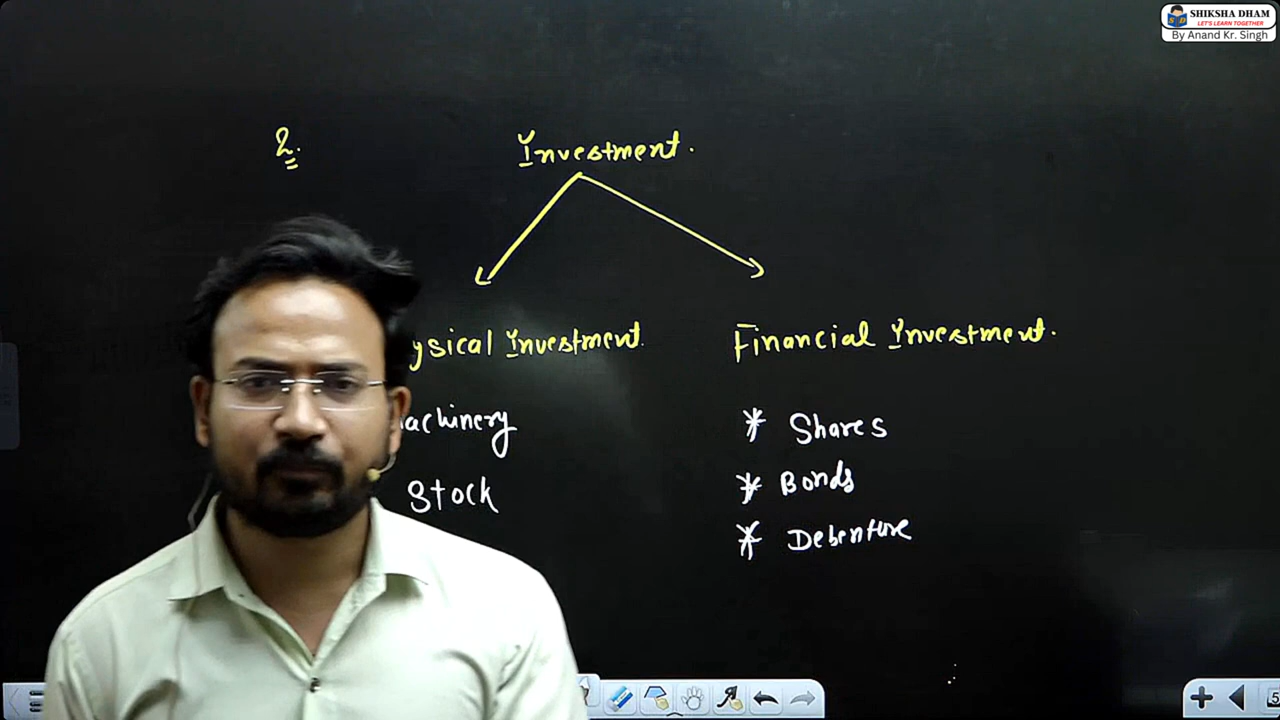 SHIKSHA DHAM
LET'S LEARN TOGETHER
By Anand Kr. Singh
2.
Investment.
ysical Investment.
Financial Investment.
achinery
* Shares
Stock
* Bonds
* Debenture
5